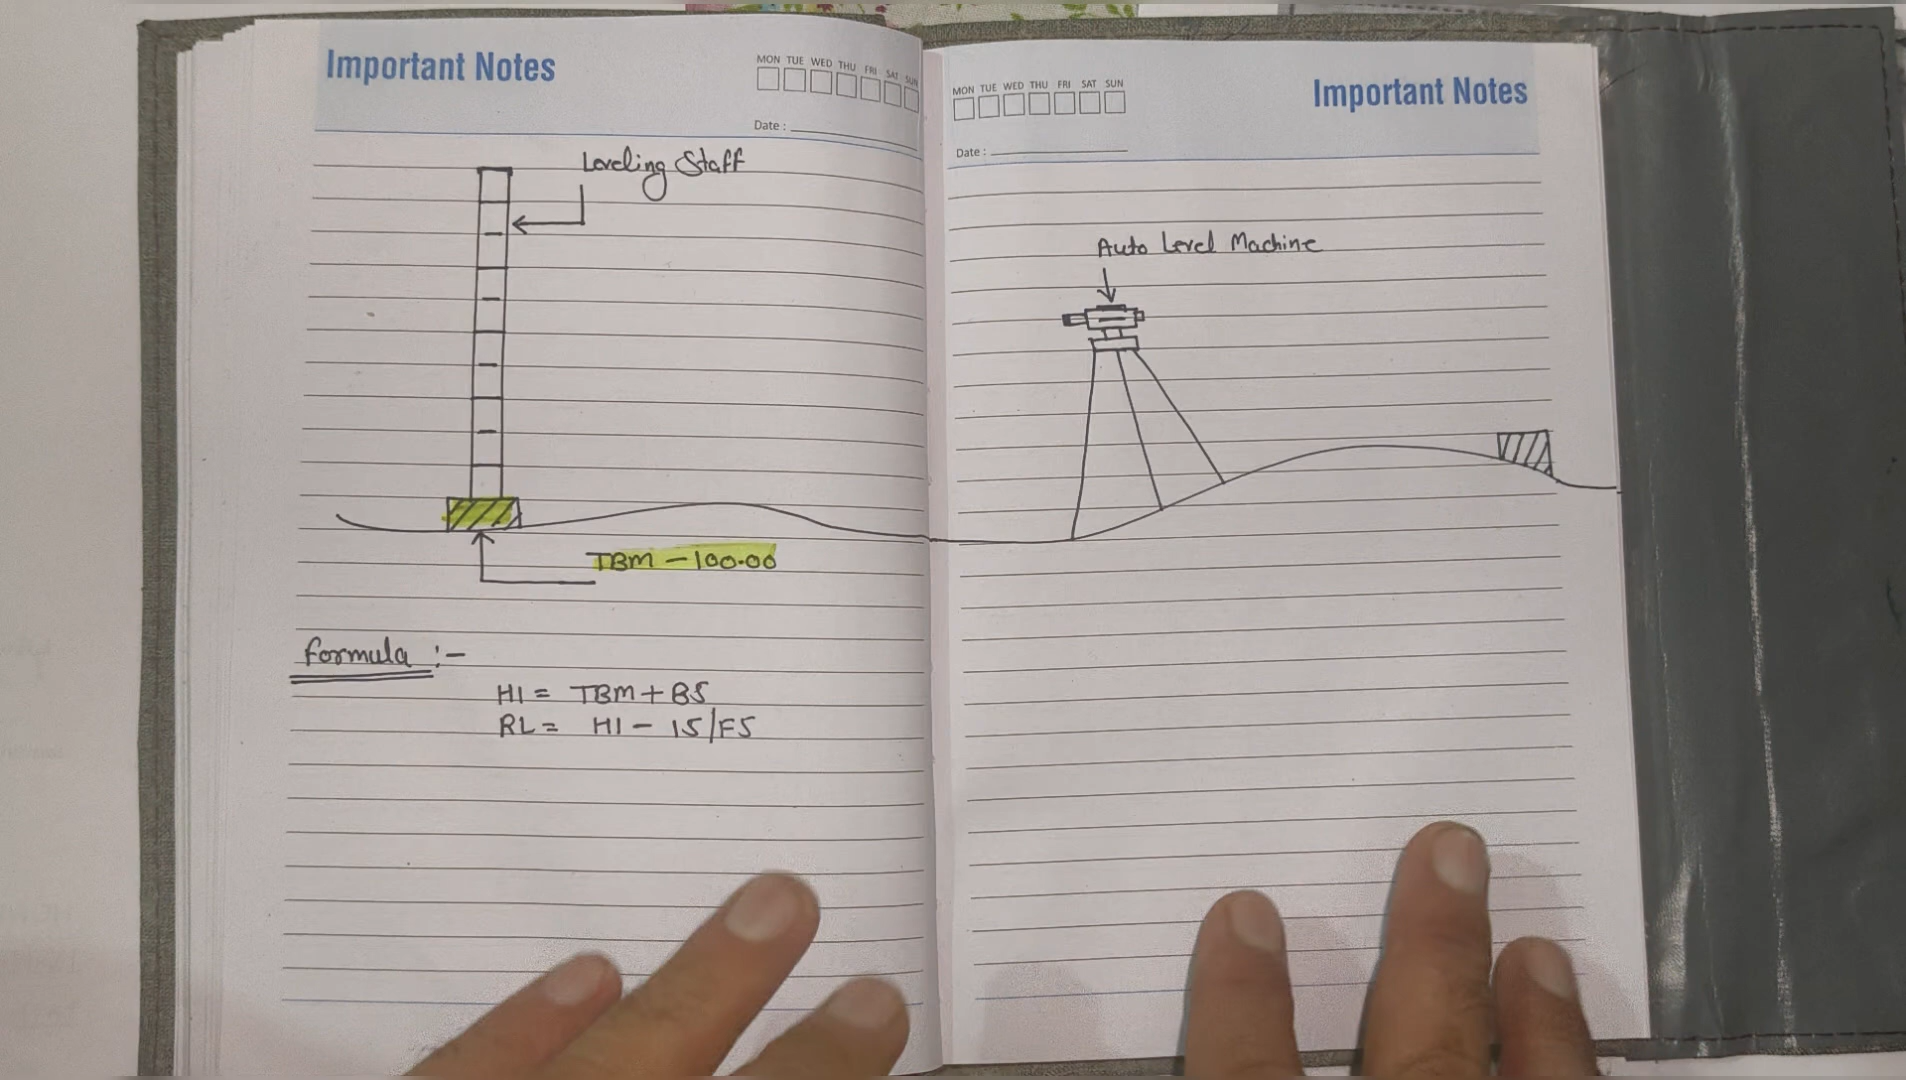 Important Notes
MON TUE WED THU FRI SAT SUN
Date :
Leveling Staff
TBM - 100.00
Formula :-
HI = TBM + BS
RL = HI - IS/FS
MON TUE WED THU FRI SAT SUN
Important Notes
Date :
Auto Level Machine